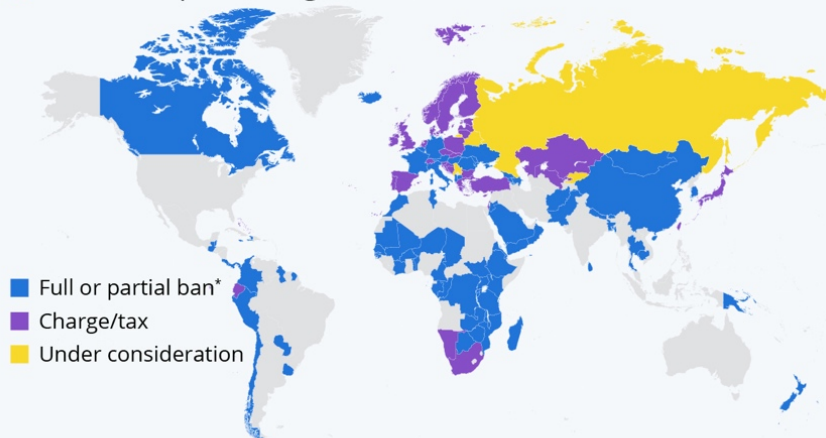 Full or partial ban*
Charge/tax
Under consideration